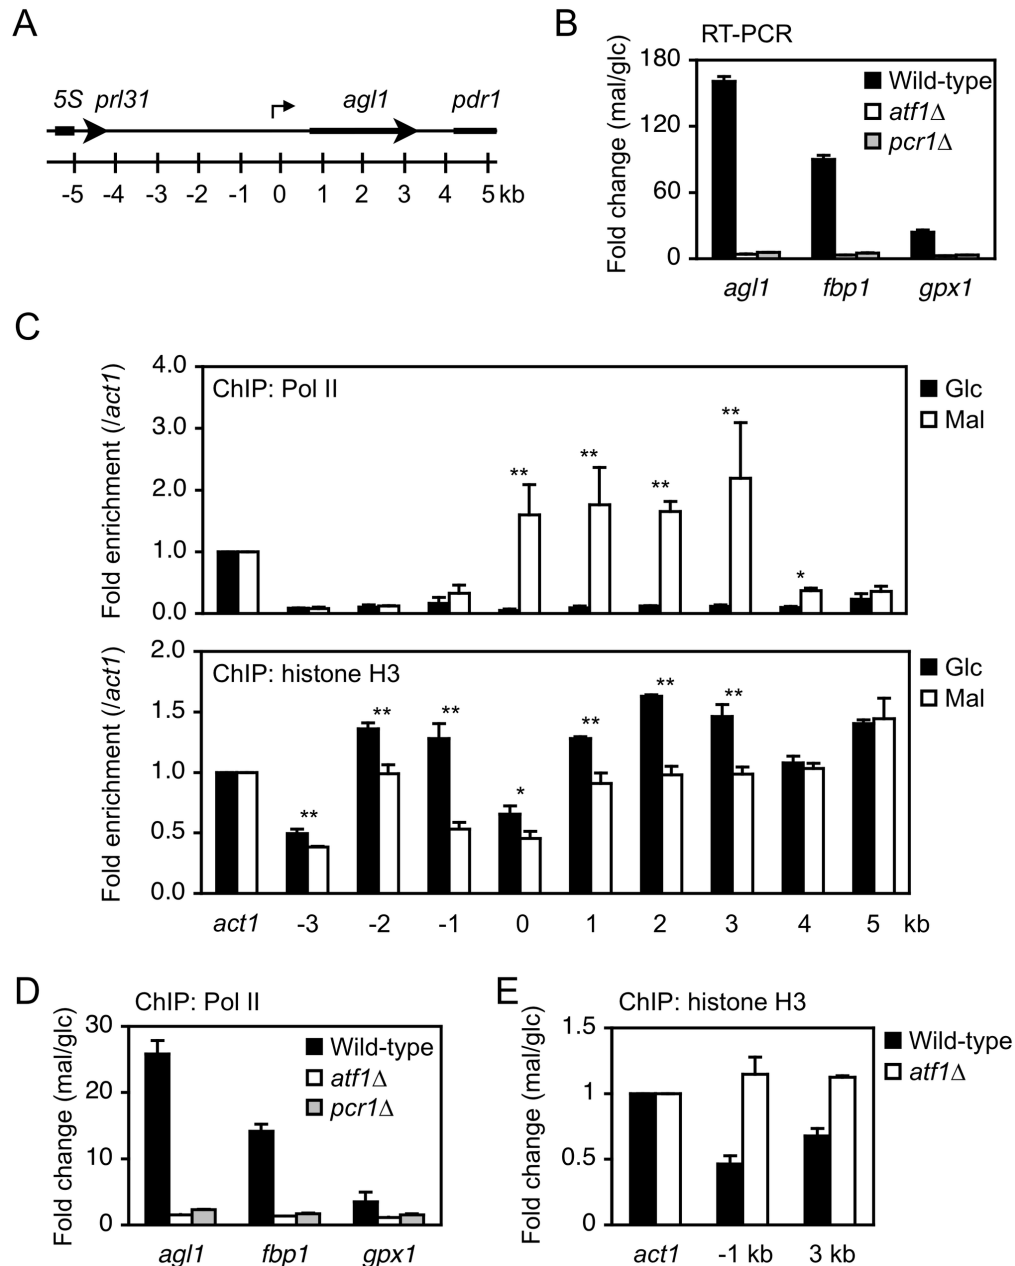 A
5S prl31 agl1 pdr1
-5 -4 -3 -2 -1 0 1 2 3 4 5 kb
B
RT-PCR
Fold change (mal/glc)
180
120
60
0
Wild-type
atf1Δ
pcr1Δ
agl1 fbp1 gpx1
C
Fold enrichment (/act1)
4.0
3.0
2.0
1.0
0.0
ChIP: Pol II
** ** ** ** *
Glc
Mal
Fold enrichment (/act1)
2.0
1.5
1.0
0.5
0.0
ChIP: histone H3
** ** ** * ** ** **
Glc
Mal
act1 -3 -2 -1 0 1 2 3 4 5 kb
D
ChIP: Pol II
Fold change (mal/glc)
30
20
10
0
Wild-type
atf1Δ
pcr1Δ
agl1 fbp1 gpx1
E
ChIP: histone H3
Fold change (mal/glc)
1.5
1
0.5
0
Wild-type
atf1Δ
act1 -1 kb 3 kb